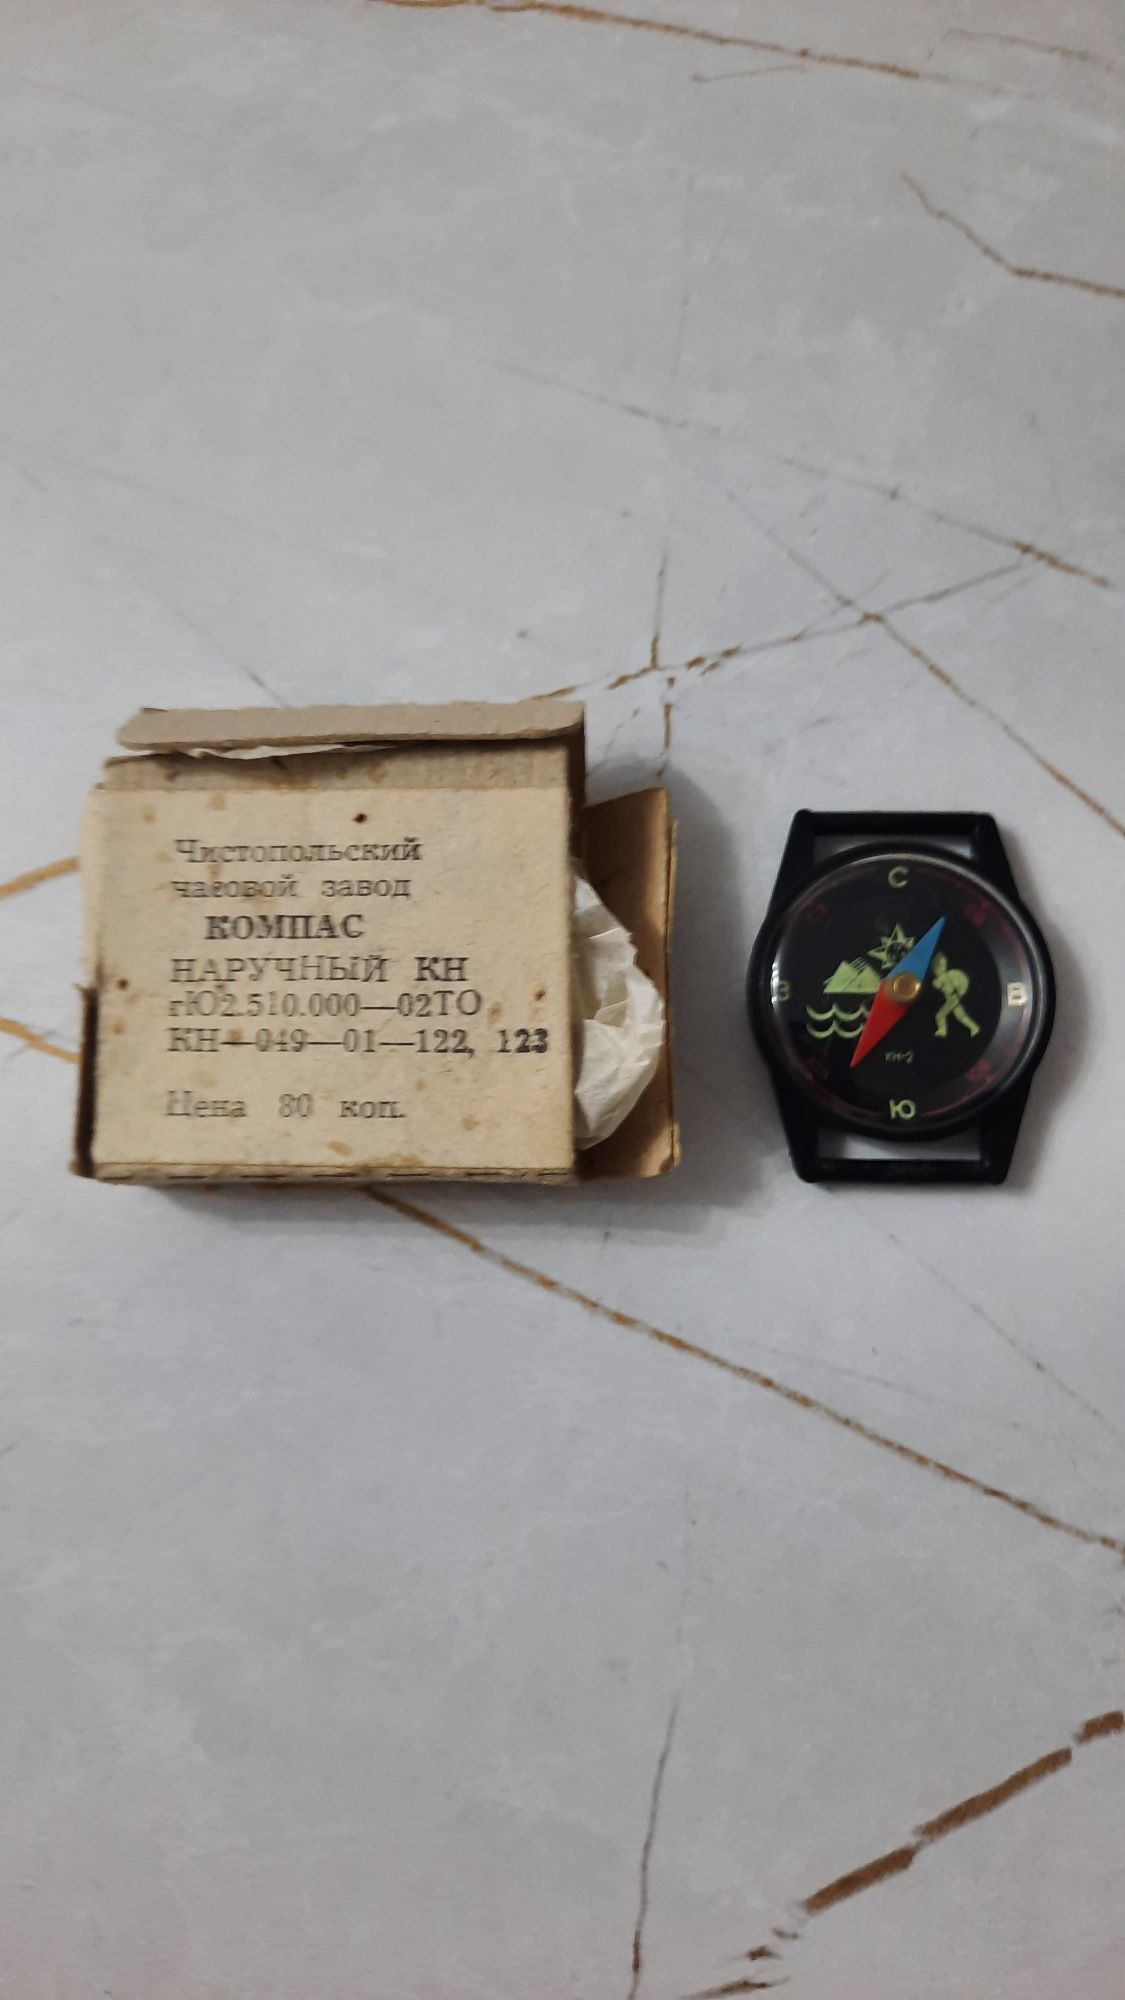 Чистопольский
часовой завод
КОМПАС
НАРУЧНЫЙ КН
гЮ2.510.000—02ТО
КН—049—01—122, 123
Цена 80 коп.
С
СВ
В
В
КН-2
Ю